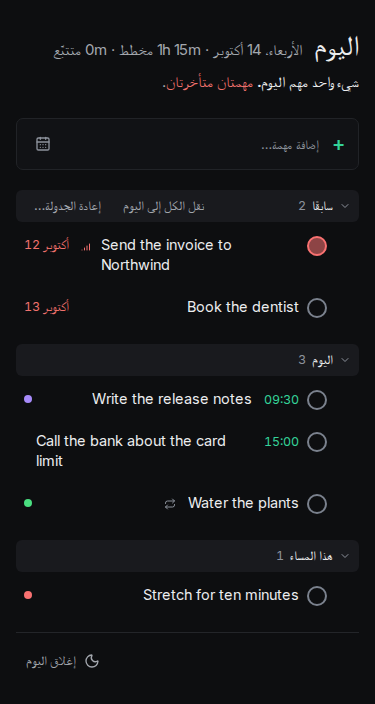 اليوم الأربعاء، 14 أكتوبر · 1h 15m مخطط · 0m متتبَّع
شيء واحد مهم اليوم. مهمتان متأخرتان.
+ إضافة مهمة...
سابقًا 2 نقل الكل إلى اليوم إعادة الجدولة...
Send the invoice to
Northwind
12 أكتوبر
Book the dentist 13 أكتوبر
اليوم 3
09:30 Write the release notes
15:00 Call the bank about the card
limit
Water the plants
هذا المساء 1
Stretch for ten minutes
إغلاق اليوم